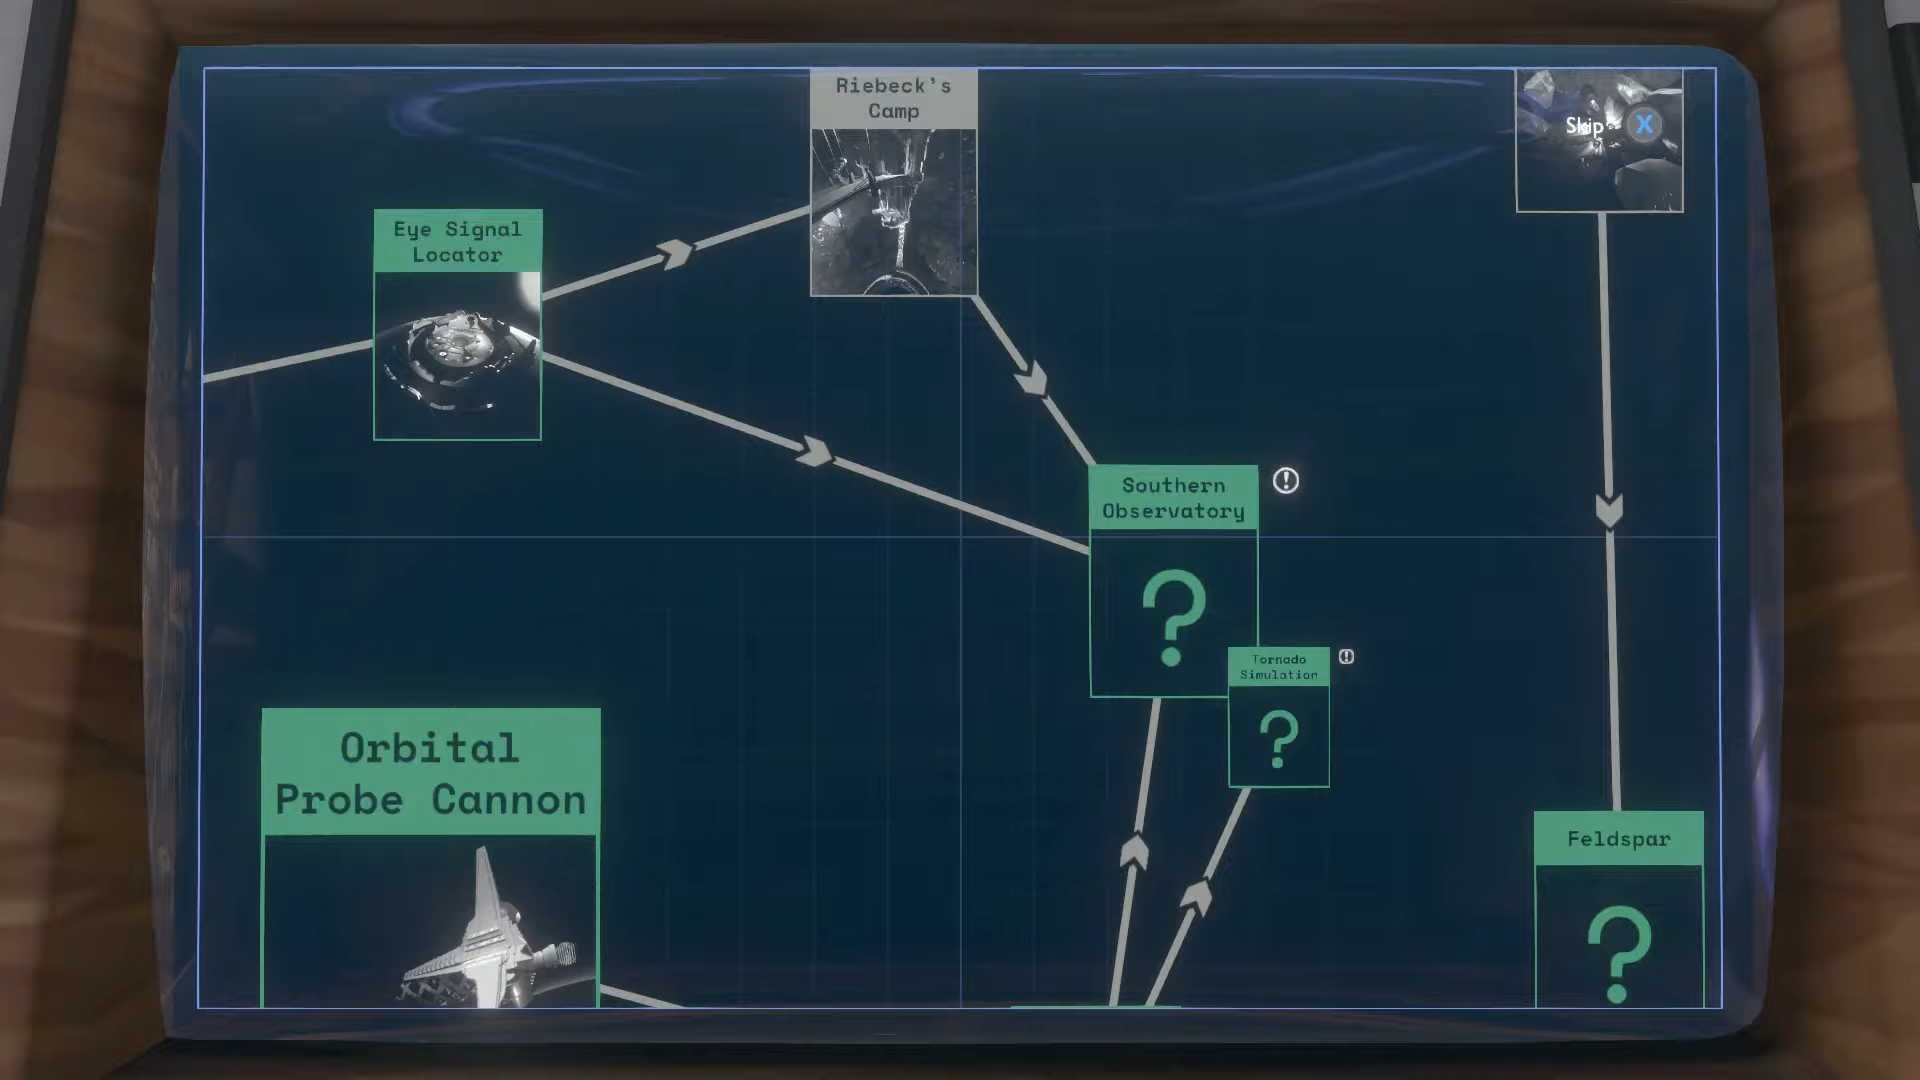 Riebeck's
Camp
Skip X
Eye Signal
Locator
Southern
Observatory
!
?
Tornado
Simulation
!
?
Orbital
Probe Cannon
Feldspar
?